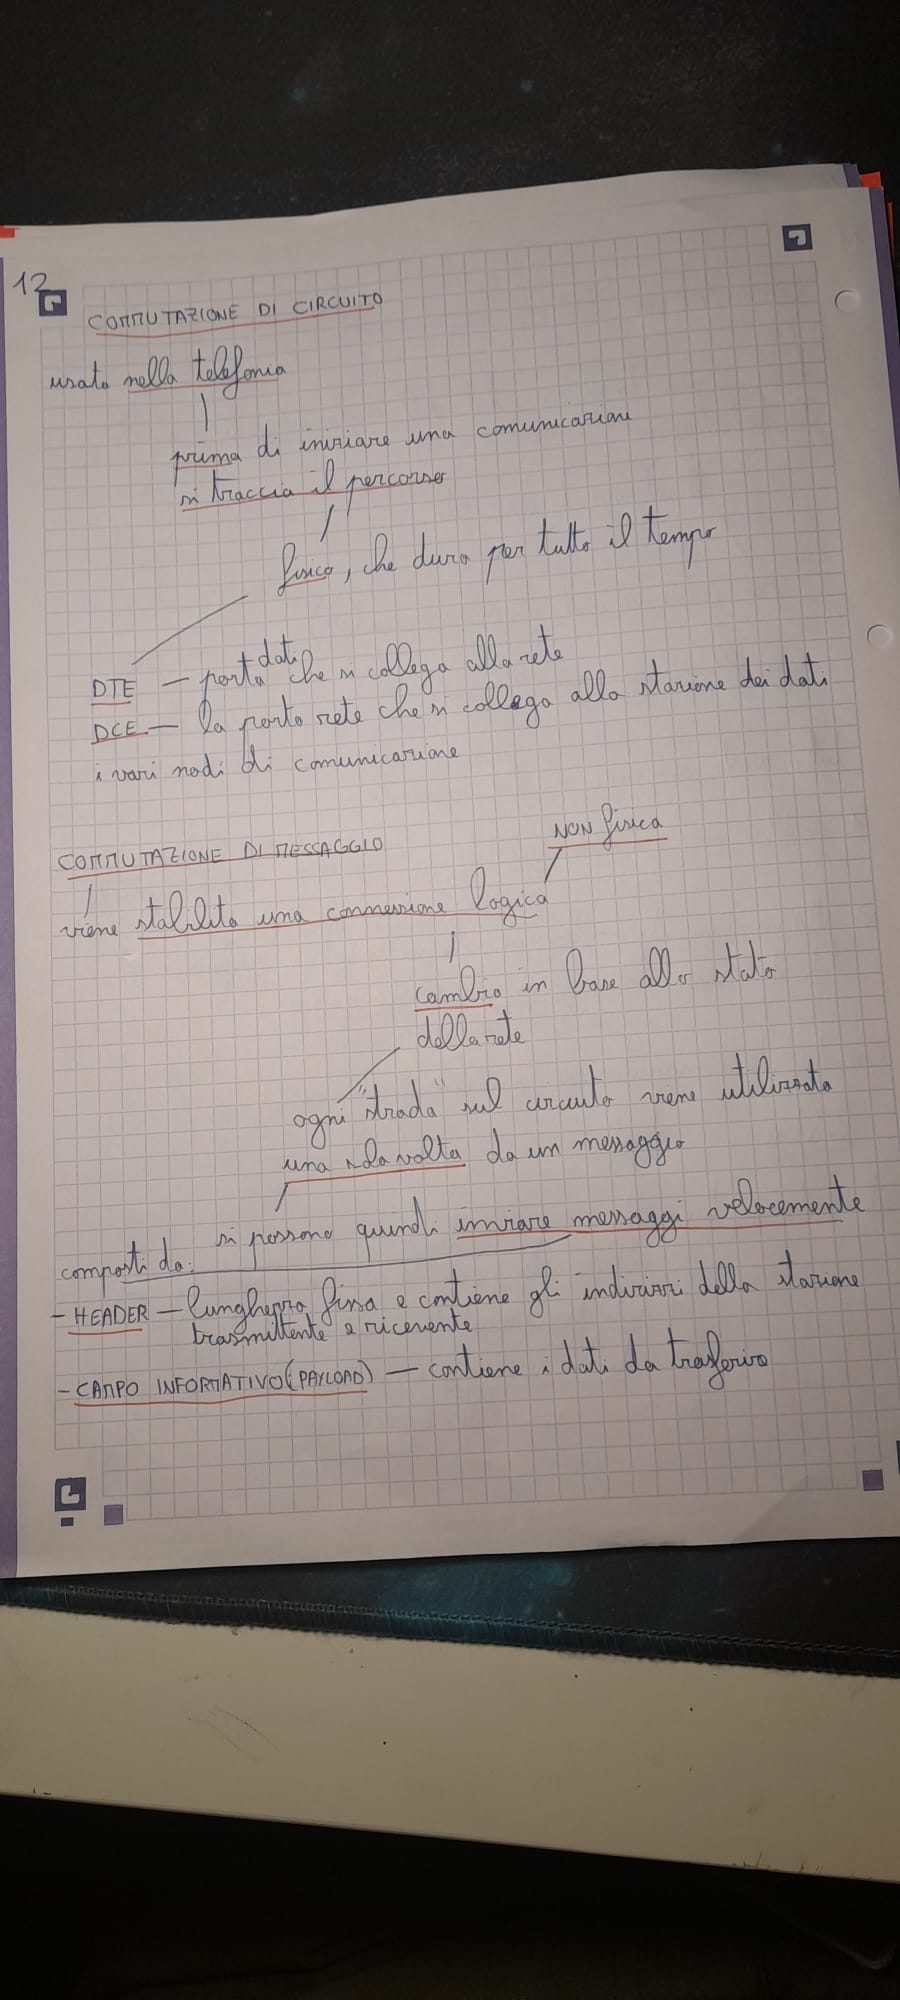 12
COMMUTAZIONE DI CIRCUITO
usata nella telefonia
prima di iniziare una comunicazione
si traccia il percorso
fisico, che dura per tutto il tempo
DTE — porta dati che si collega alla rete
DCE — la porta rete che si collega alla stazione dei dati
i vari nodi di comunicazione
NON fisica
COMMUTAZIONE DI MESSAGGIO
viene stabilita una connessione logica
cambia in base allo stato
della rete
ogni "strada" sul circuito viene utilizzata
una sola volta da un messaggio
si possono quindi inviare messaggi velocemente
composti da:
- HEADER — lunghezza fissa e contiene gli indirizzi della stazione
trasmittente e ricevente
- CAMPO INFORMATIVO (PAYLOAD) — contiene i dati da trasferire